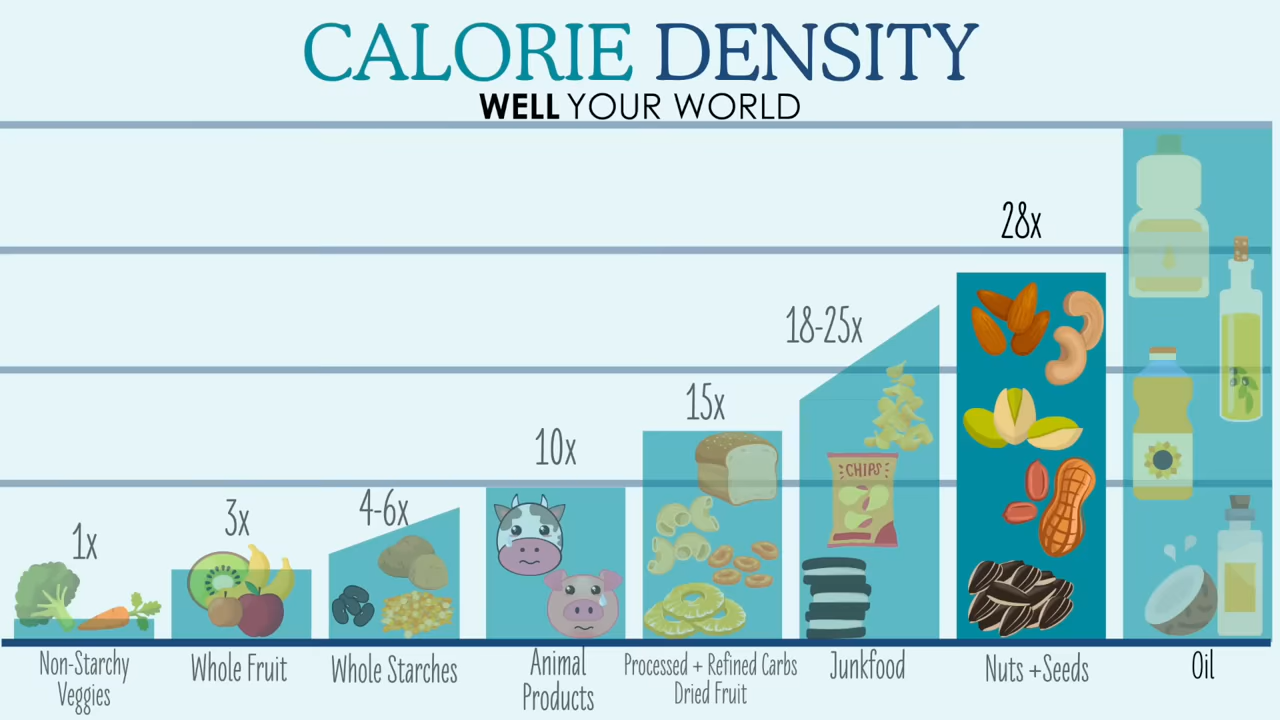 CALORIE DENSITY
WELL YOUR WORLD
28x
18-25x
15x
10x
4-6x
3x
1x
CHIPS
Non-Starchy
Veggies
Whole Fruit
Whole Starches
Animal
Products
Processed + Refined Carbs
Dried Fruit
Junkfood
Nuts +Seeds
Oil